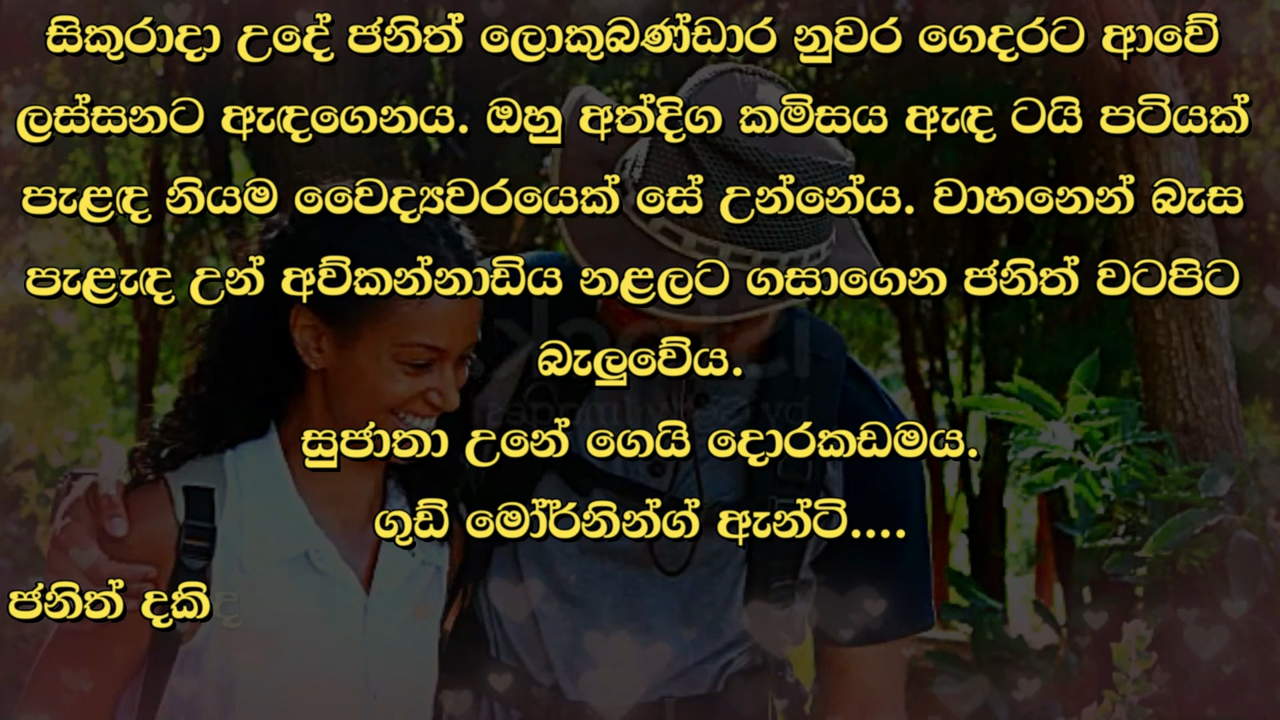 සිකුරාදා උදේ ජනිත් ලොකුබණ්ඩාර නුවර ගෙදරට ආවේ
ලස්සනට ඇඳගෙනය. ඔහු අත්දිග කමිසය ඇඳ ටයි පටියක්
පැළඳ නියම වෛද්‍යවරයෙක් සේ උන්නේය. වාහනෙන් බැස
පැළැඳ උන් අව්කන්නාඩිය නළලට ගසාගෙන ජනිත් වටපිට
බැලුවේය.
සුජාතා උනේ ගෙයි දොරකඩමය.
ගුඩ් මෝර්නින්ග් ඇන්ටි....
ජනිත් දකිද